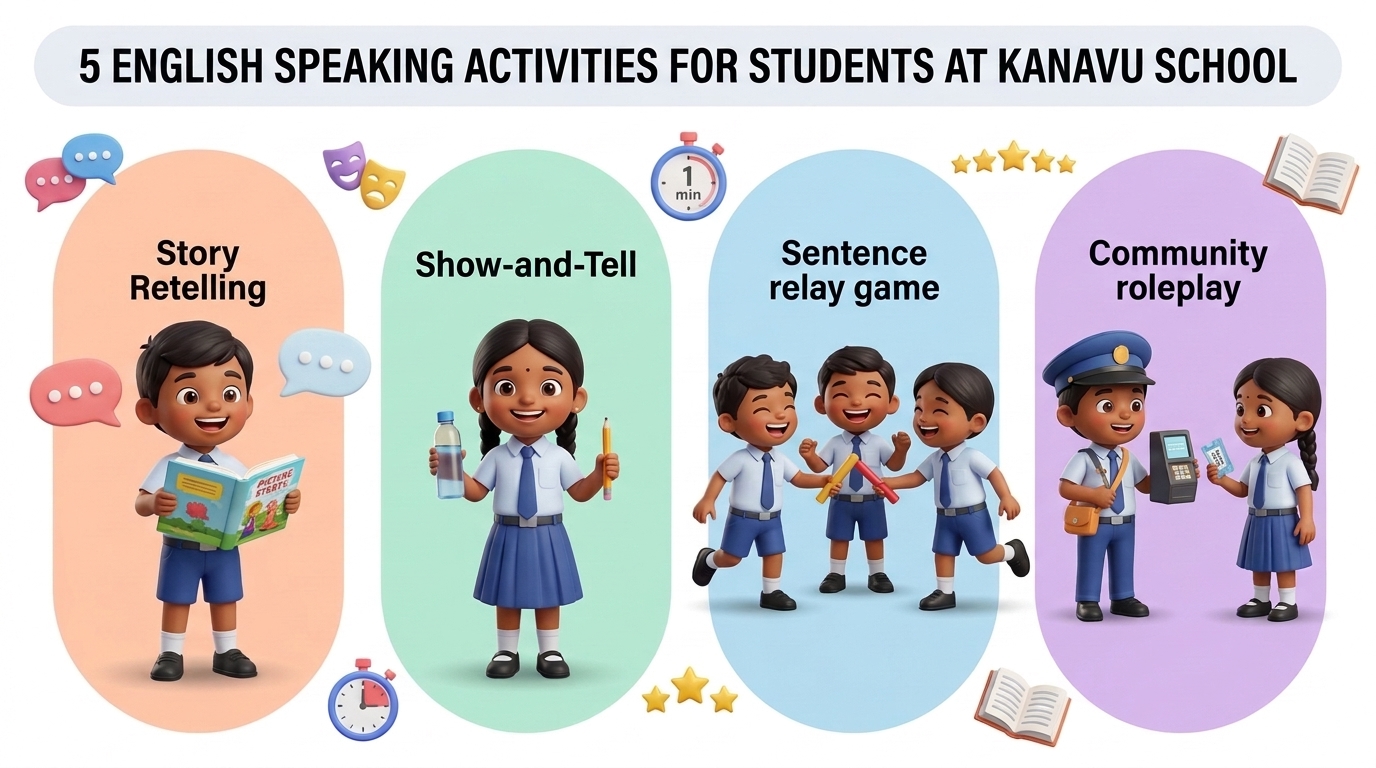 5 ENGLISH SPEAKING ACTIVITIES FOR STUDENTS AT KANAVU SCHOOL
1
min
Story
Retelling
Show-and-Tell
Sentence
relay game
Community
roleplay
PICTURE